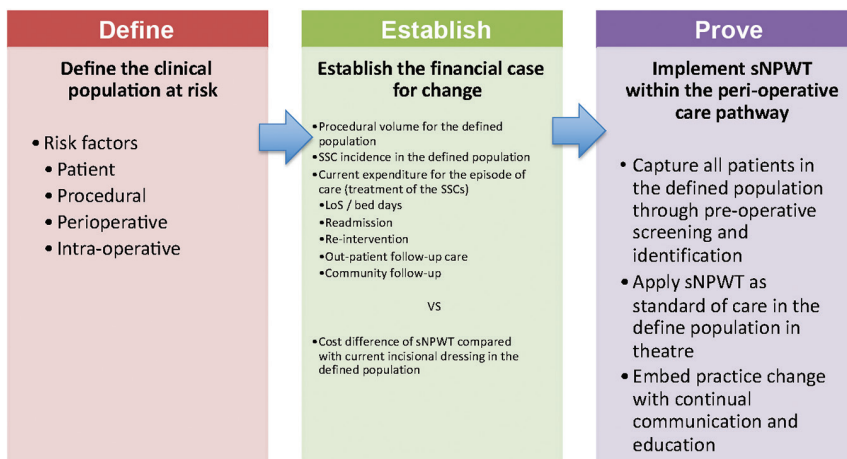 Define
Define the clinical
population at risk
• Risk factors
• Patient
• Procedural
• Perioperative
• Intra-operative
Establish
Establish the financial case
for change
•Procedural volume for the defined
population
•SSC incidence in the defined population
•Current expenditure for the episode of
care (treatment of the SSCs)
•LoS / bed days
•Readmission
•Re-intervention
•Out-patient follow-up care
•Community follow-up
VS
•Cost difference of sNPWT compared
with current incisional dressing in the
defined population
Prove
Implement sNPWT
within the peri-operative
care pathway
• Capture all patients in
the defined population
through pre-operative
screening and
identification
• Apply sNPWT as
standard of care in the
define population in
theatre
• Embed practice change
with continual
communication and
education